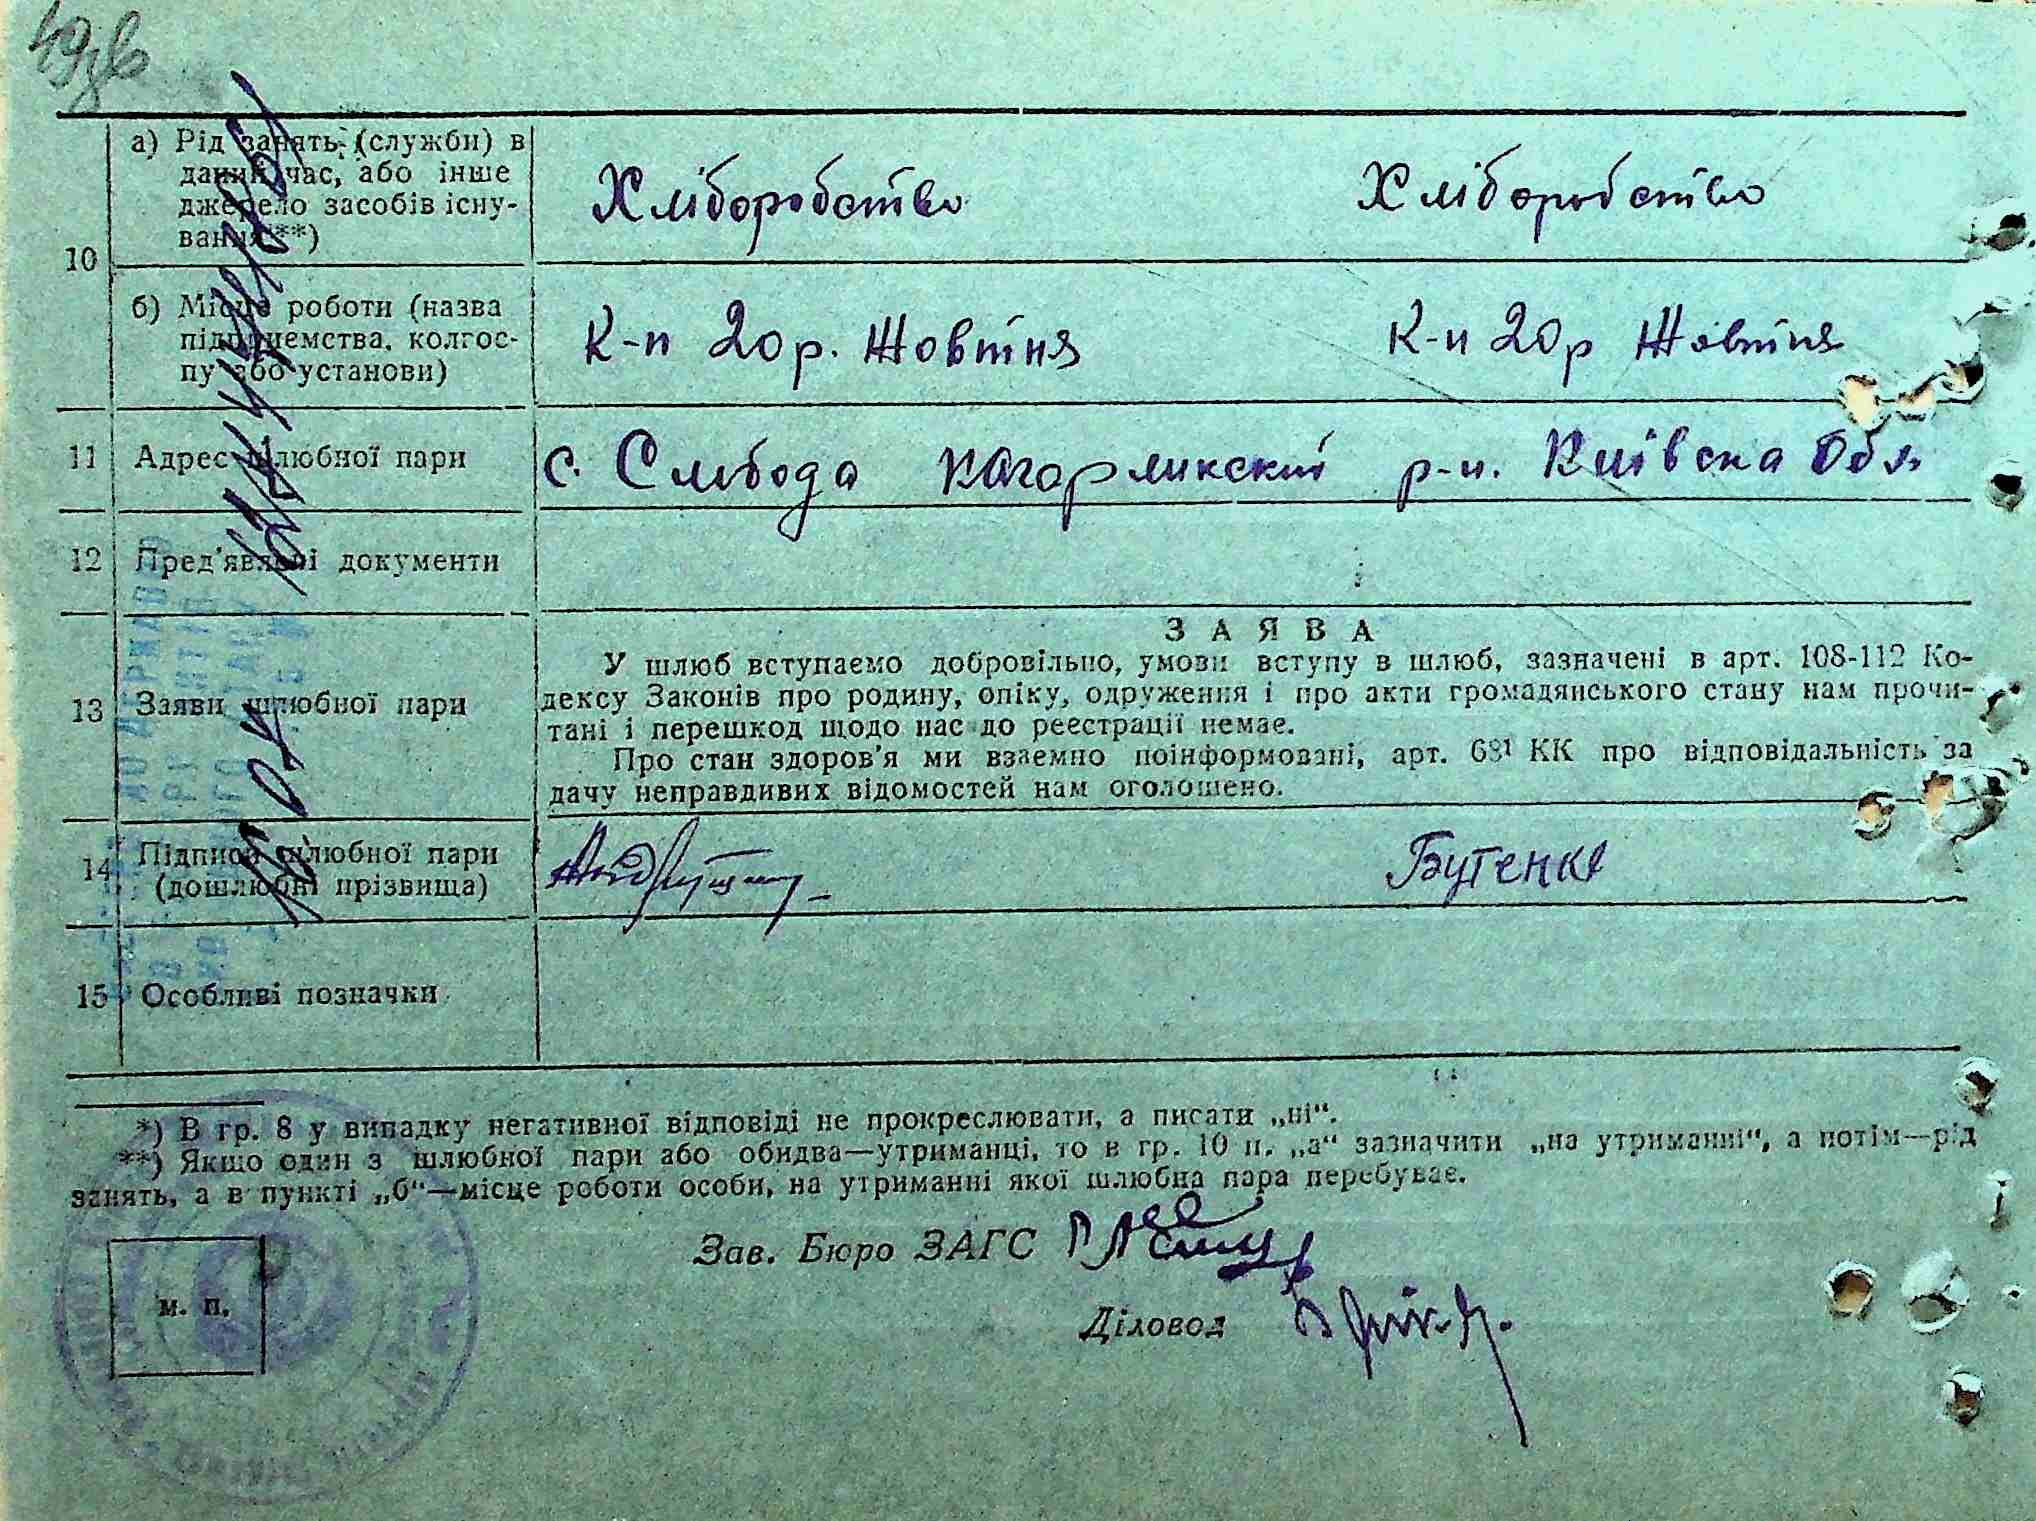 49зв
10
а) Рід занять (служби) в
даний час, або інше
джерело засобів існу-
вання**)
Хліборобство Хліборобство
б) Місце роботи (назва
підприємства, колгос-
пу або установи)
К-п 20 р. Жовтня К-п 20 р Жовтня
11 Адрес шлюбної пари с. Слобода Кагарликскій р-н. Київска Обл
12 Пред'явлені документи
13 Заяви шлюбної пари
ЗАЯВА
У шлюб вступаємо добровільно, умови вступу в шлюб, зазначені в арт. 108-112 Ко-
дексу Законів про родину, опіку, одруження і про акти громадянського стану нам прочи-
тані і перешкод щодо нас до реєстрації немає.
Про стан здоров'я ми взаємно поінформовані, арт. 68¹ КК про відповідальність за
дачу неправдивих відомостей нам оголошено.
14 Підписи шлюбної пари
(дошлюбні прізвища)
Бутенко
15 Особливі позначки
*) В гр. 8 у випадку негативної відповіді не прокреслювати, а писати „ні“.
**) Якщо один з шлюбної пари або обидва—утриманці, то в гр. 10 п. „а“ зазначити „на утриманні“, а потім—рід
занять, а в пункті „б“—місце роботи особи, на утриманні якої шлюбна пара перебуває.
Зав. Бюро ЗАГС
Діловод
м. п.